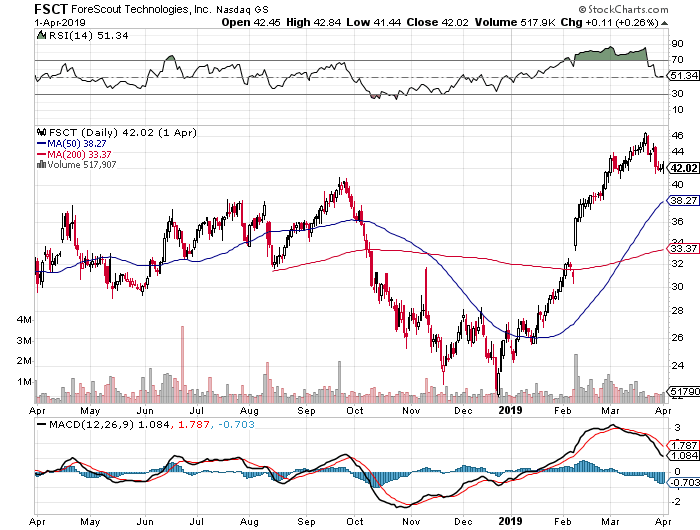 FSCT ForeScout Technologies, Inc. Nasdaq GS © StockCharts.com
1-Apr-2019 Open 42.45 High 42.84 Low 41.44 Close 42.02 Volume 517.9K Chg +0.11 (+0.26%)
RSI(14) 51.34
90
70
51.34
30
10
FSCT (Daily) 42.02 (1 Apr)
MA(50) 38.27
MA(200) 33.37
Volume 517,907
46
44
42.02
40
38.27
36
34
33.37
32
30
28
26
24
22
4M
3M
2M
1M
51790
Apr May Jun Jul Aug Sep Oct Nov Dec 2019 Feb Mar Apr
MACD(12,26,9) 1.084, 1.787, -0.703
3
1.787
1.084
-0.703
-2
Apr May Jun Jul Aug Sep Oct Nov Dec 2019 Feb Mar Apr